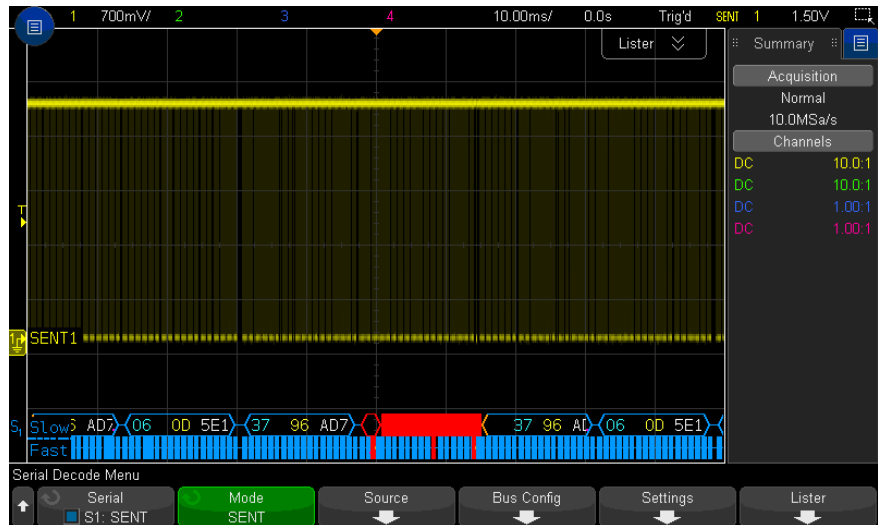 1 700mV/ 2 3 4 10.00ms/ 0.0s Trig'd SENT 1 1.50V
Lister
Summary
Acquisition
Normal
10.0MSa/s
Channels
DC 10.0:1
DC 10.0:1
DC 1.00:1
DC 1.00:1
T
1 SENT1
S1 Slow AD7 06 0D 5E1 37 96 AD7 37 96 AD 06 0D 5E1
Fast
Serial Decode Menu
Serial Mode Source Bus Config Settings Lister
S1: SENT SENT